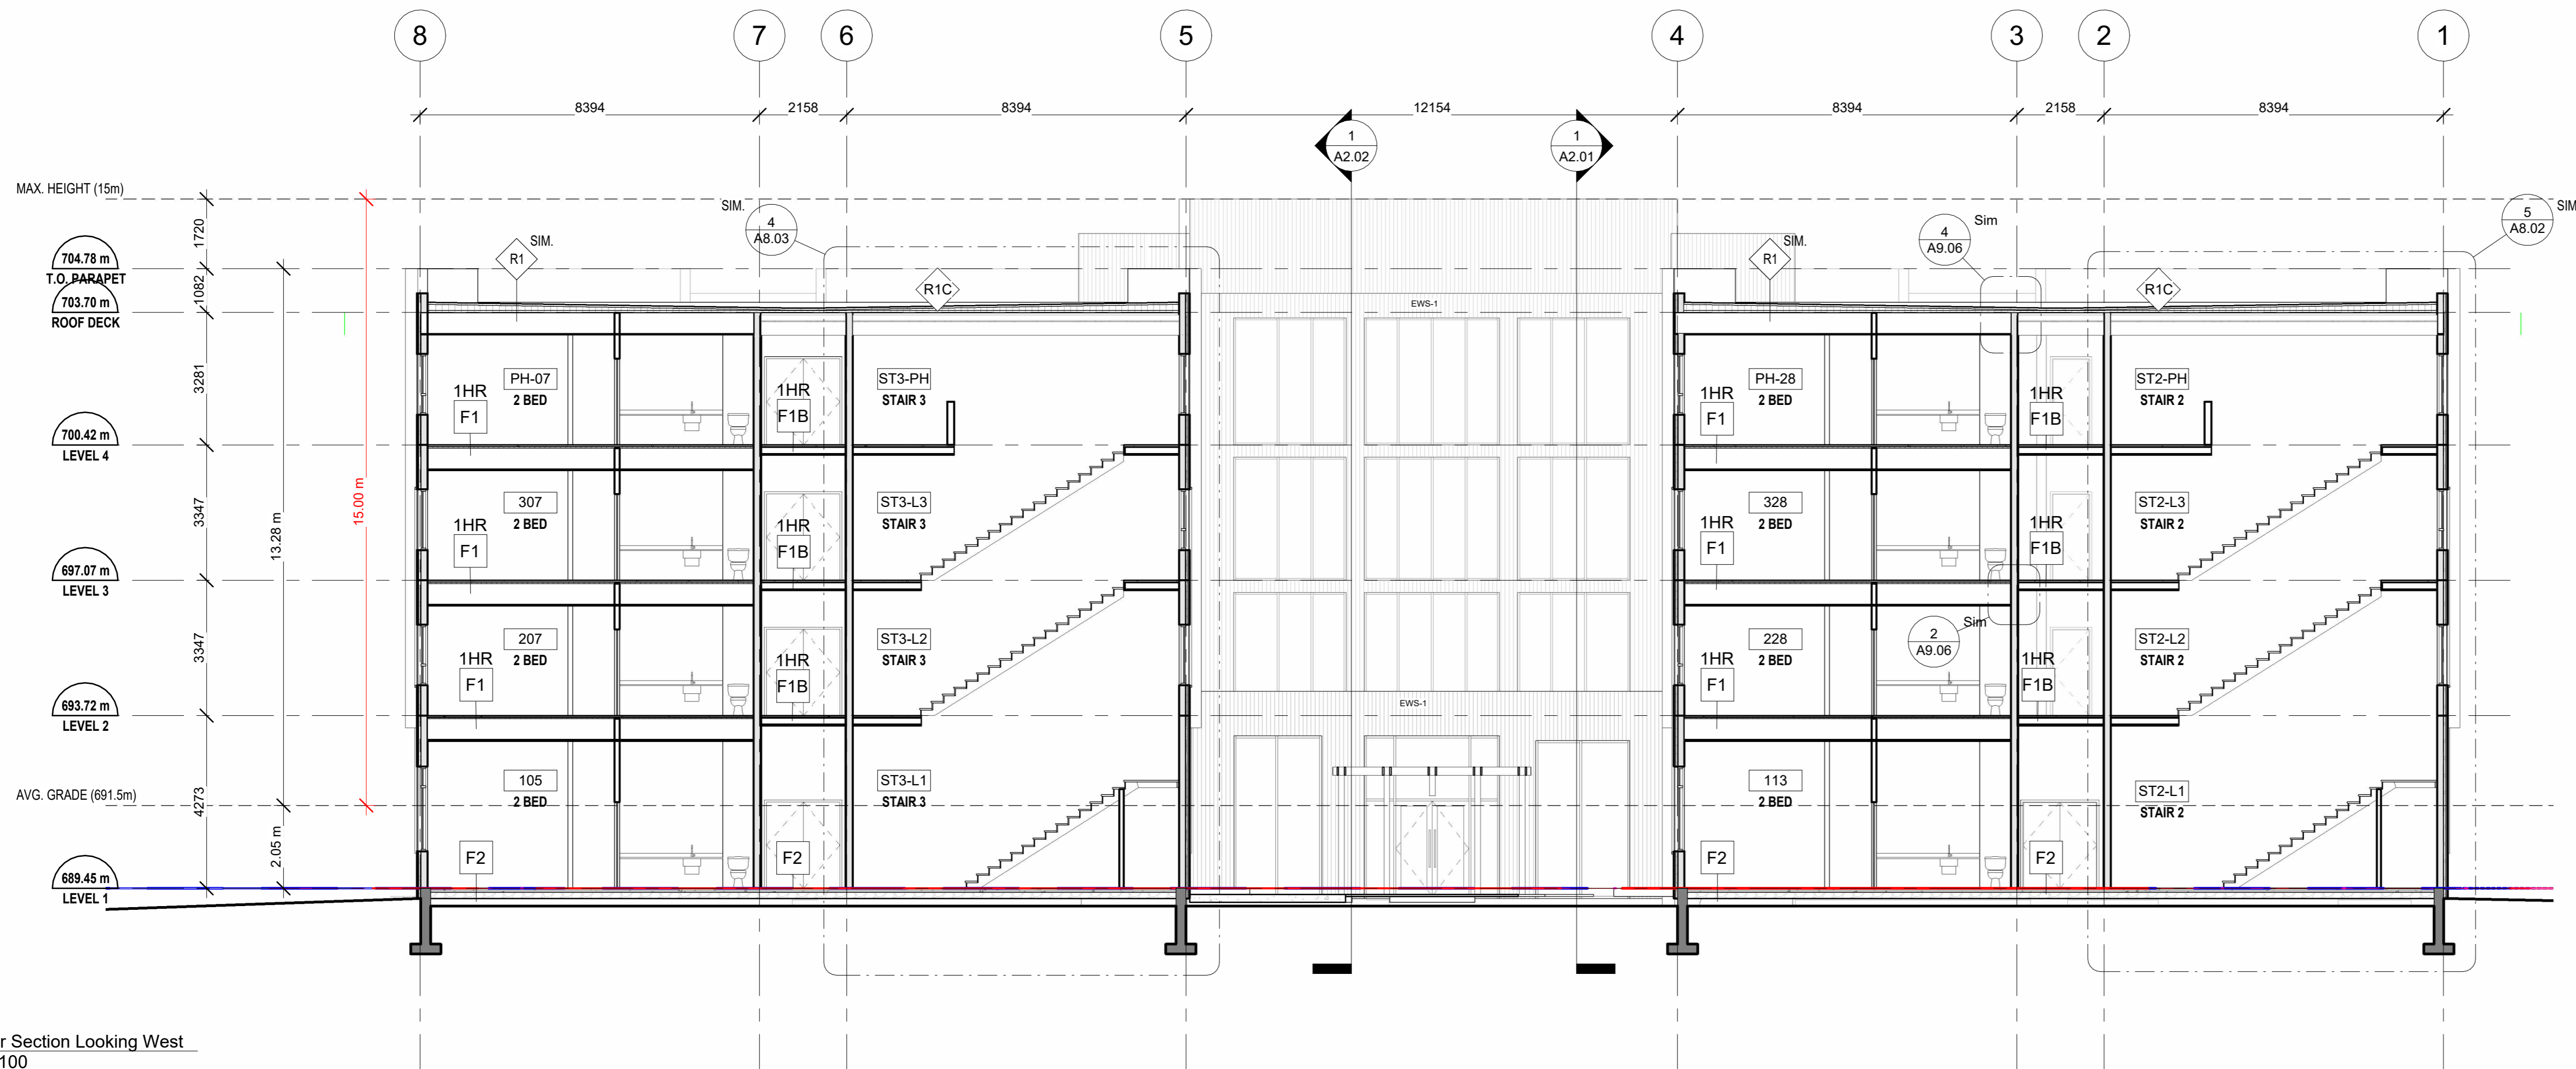 8
7
6
5
4
3
2
1
8394
2158
8394
12154
8394
2158
8394
1
A2.02
1
A2.01
MAX. HEIGHT (15m)
SIM.
4
A8.03
4
A9.06
Sim
5
A8.02
SIM
1720
704.78 m
T.O. PARAPET
R1
SIM.
R1
SIM.
1082
703.70 m
ROOF DECK
R1C
EWS-1
R1C
3281
PH-07
2 BED
1HR
F1
1HR
F1B
ST3-PH
STAIR 3
PH-28
2 BED
1HR
F1
1HR
F1B
ST2-PH
STAIR 2
700.42 m
LEVEL 4
15.00 m
13.28 m
3347
307
2 BED
1HR
F1
1HR
F1B
ST3-L3
STAIR 3
328
2 BED
1HR
F1
1HR
F1B
ST2-L3
STAIR 2
697.07 m
LEVEL 3
3347
207
2 BED
1HR
F1
1HR
F1B
ST3-L2
STAIR 3
228
2 BED
1HR
F1
2
A9.06
Sim
1HR
F1B
ST2-L2
STAIR 2
693.72 m
LEVEL 2
EWS-1
AVG. GRADE (691.5m)
4273
2.05 m
105
2 BED
F2
F2
ST3-L1
STAIR 3
113
2 BED
F2
F2
ST2-L1
STAIR 2
689.45 m
LEVEL 1
r Section Looking West
100